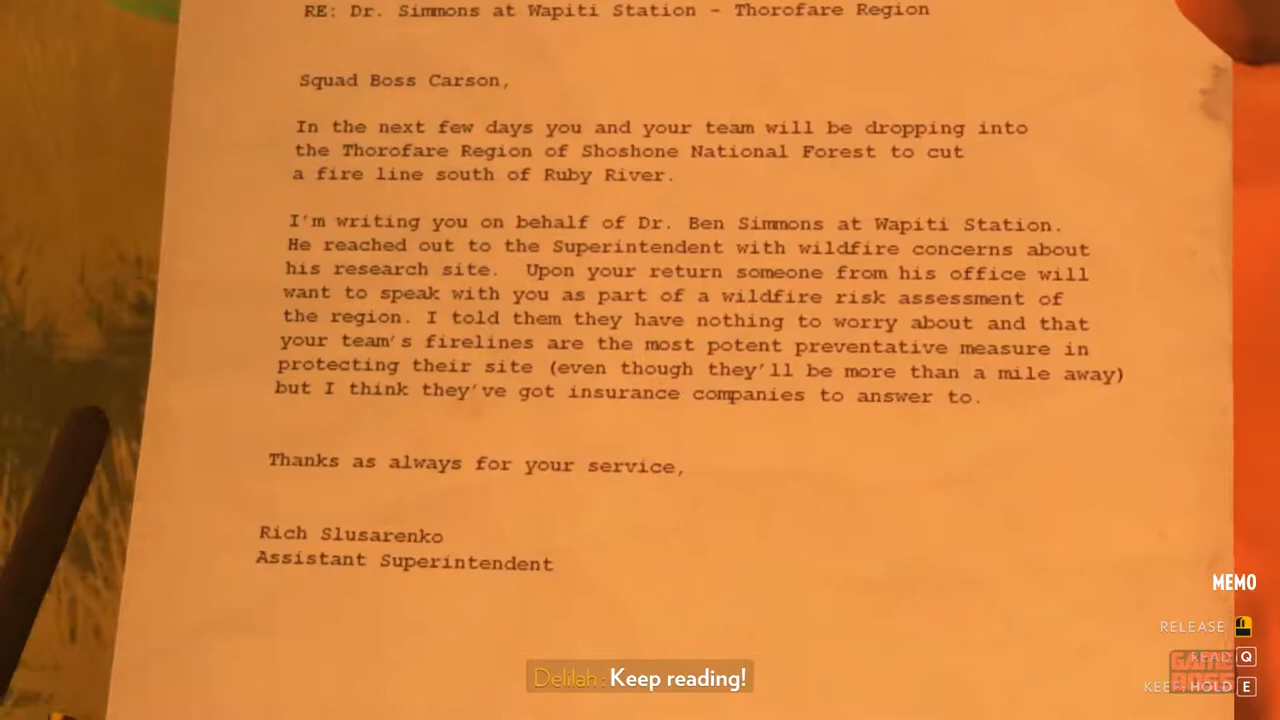 RE: Dr. Simmons at Wapiti Station - Thorofare Region
Squad Boss Carson,
In the next few days you and your team will be dropping into
the Thorofare Region of Shoshone National Forest to cut
a fire line south of Ruby River.
I'm writing you on behalf of Dr. Ben Simmons at Wapiti Station.
He reached out to the Superintendent with wildfire concerns about
his research site. Upon your return someone from his office will
want to speak with you as part of a wildfire risk assessment of
the region. I told them they have nothing to worry about and that
your team's firelines are the most potent preventative measure in
protecting their site (even though they'll be more than a mile away)
but I think they've got insurance companies to answer to.
Thanks as always for your service,
Rich Slusarenko
Assistant Superintendent
MEMO
RELEASE
READ Q
KEEP: HOLD E
GAME
BOSS
Delilah: Keep reading!